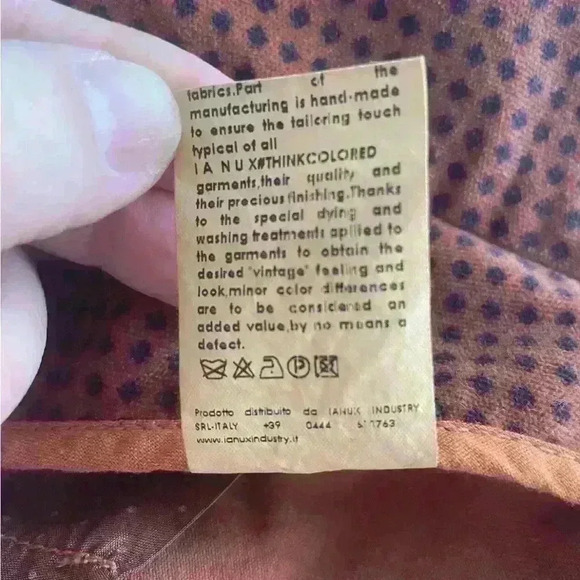 fabrics.Part of the
manufacturing is hand-made
to ensure the tailoring touch
typical of all
I A N U X#THINKCOLORED
garments,their quality and
their precious finishing.Thanks
to the special dying and
washing treatments applied to
the garments to obtain the
desired "vintage" feeling and
look,minor color differences
are to be considered an
added value,by no means a
defect.
P
Prodotto distribuito da IANUX INDUSTRY
SRL-ITALY +39 0444
www.ianuxindustry.it